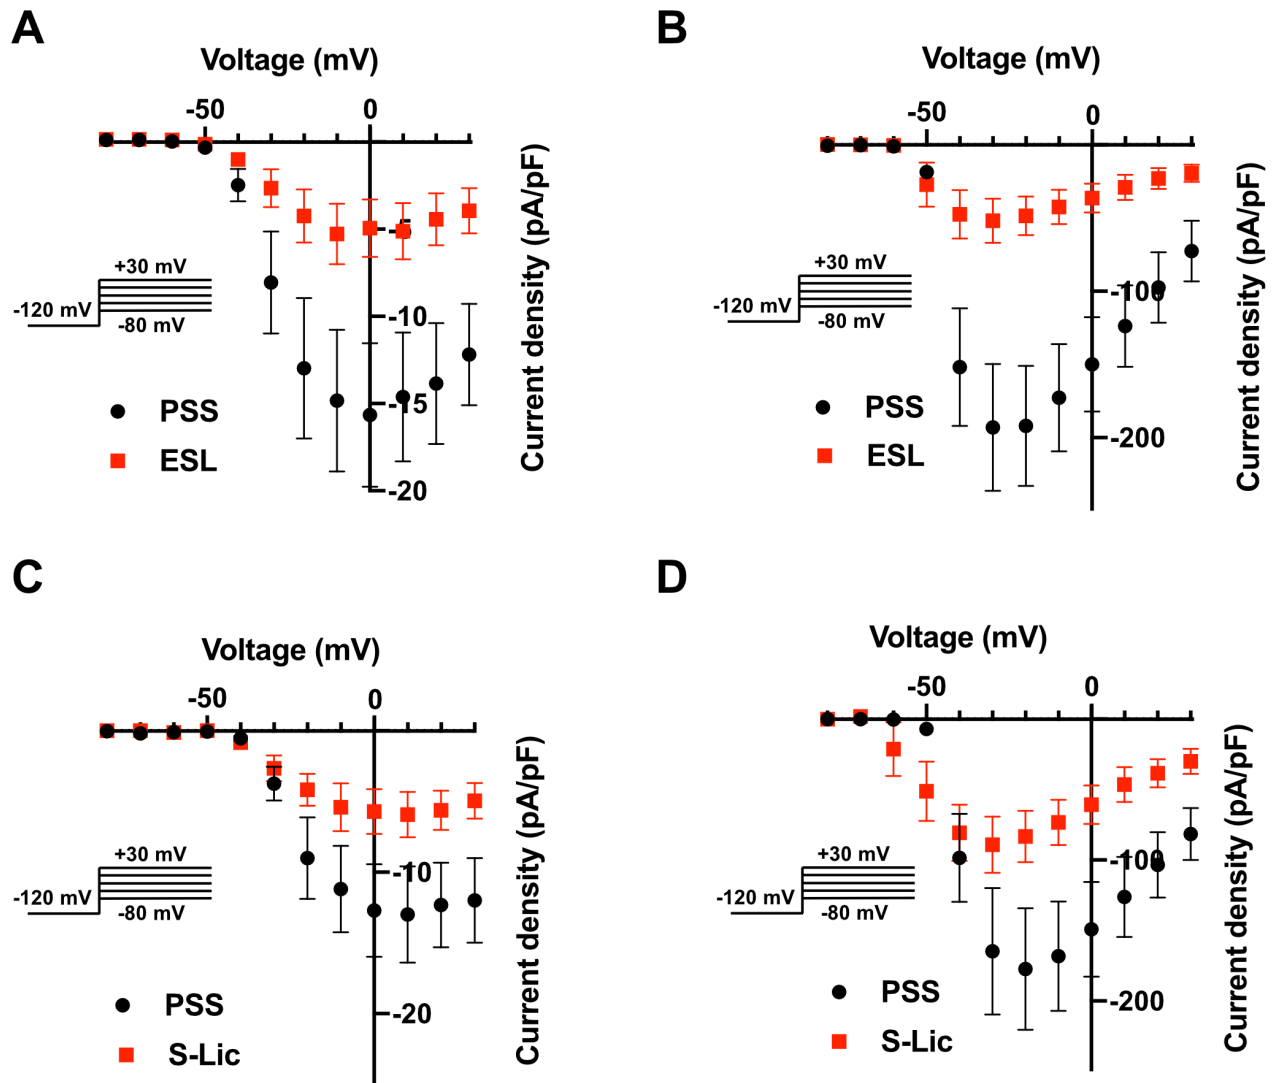 A
Voltage (mV)
-50
0
-5
-10
-15
-20
Current density (pA/pF)
+30 mV
-120 mV
-80 mV
PSS
ESL
B
Voltage (mV)
-50
0
-100
-200
Current density (pA/pF)
+30 mV
-120 mV
-80 mV
PSS
ESL
C
Voltage (mV)
-50
0
-10
-20
Current density (pA/pF)
+30 mV
-120 mV
-80 mV
PSS
S-Lic
D
Voltage (mV)
-50
0
-100
-200
Current density (pA/pF)
+30 mV
-120 mV
-80 mV
PSS
S-Lic